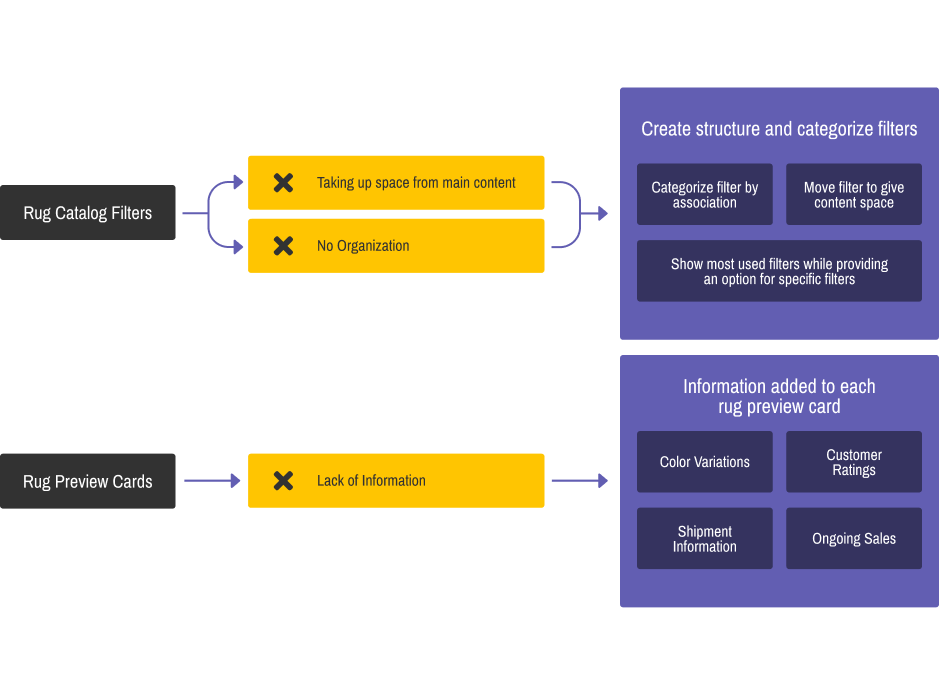 Rug Catalog Filters
Taking up space from main content
No Organization
Create structure and categorize filters
Categorize filter by
association
Move filter to give
content space
Show most used filters while providing
an option for specific filters
Rug Preview Cards
Lack of Information
Information added to each
rug preview card
Color Variations
Customer
Ratings
Shipment
Information
Ongoing Sales